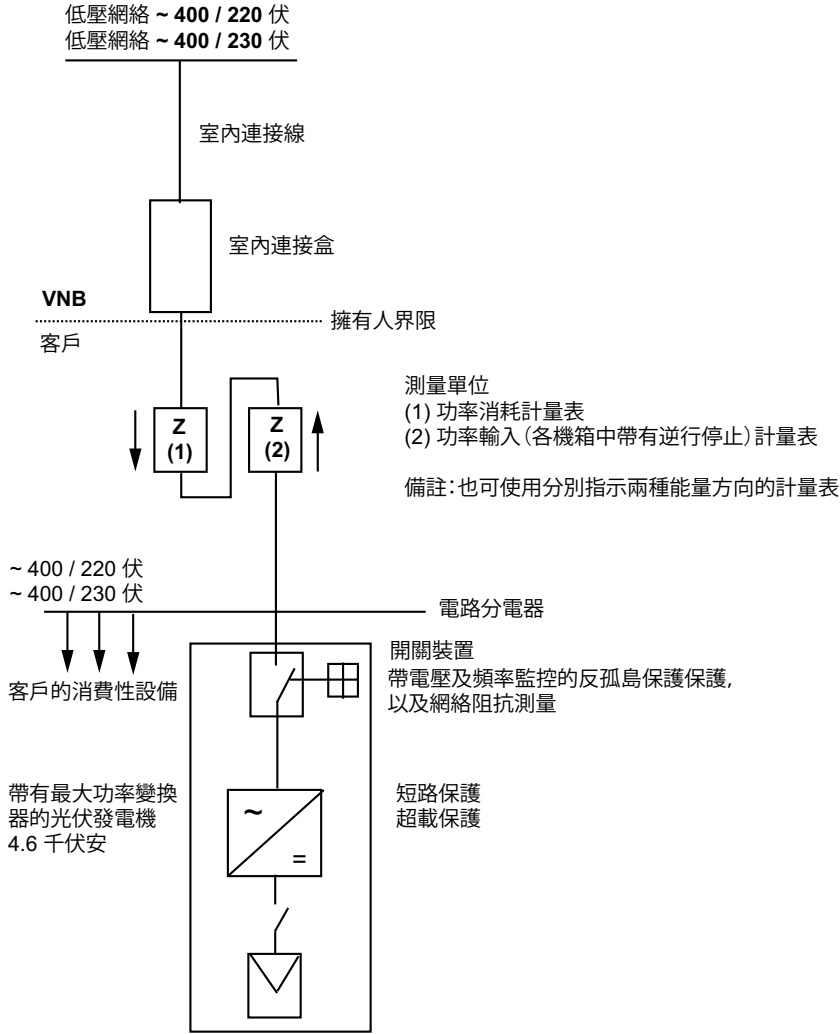 低壓網絡 ~ 400 / 220 伏
低壓網絡 ~ 400 / 230 伏
室內連接線
室內連接盒
VNB
擁有人界限
客戶
測量單位
(1) 功率消耗計量表
(2) 功率輸入（各機箱中帶有逆行停止）計量表
Z
(1)
Z
(2)
備註：也可使用分別指示兩種能量方向的計量表
~ 400 / 220 伏
~ 400 / 230 伏
電路分電器
開關裝置
帶電壓及頻率監控的反孤島保護保護，
以及網絡阻抗測量
客戶的消費性設備
帶有最大功率變換
器的光伏發電機
4.6 千伏安
短路保護
超載保護
~
=